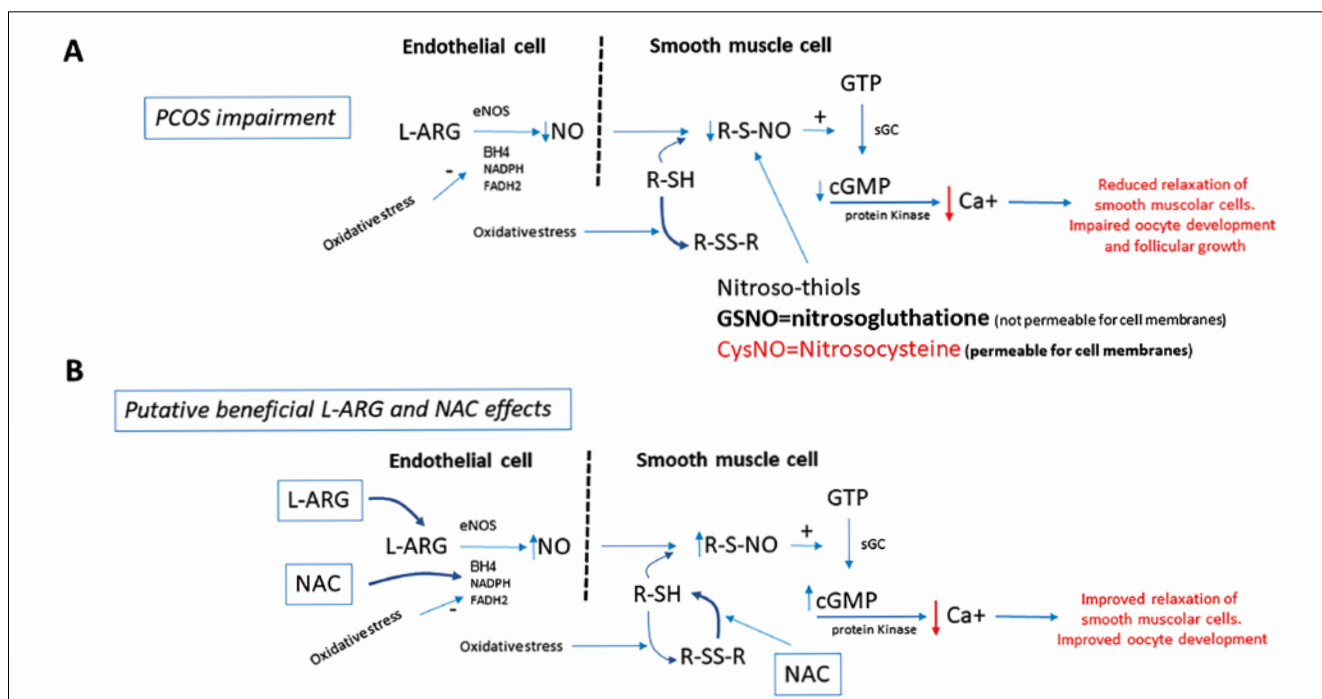 A
Endothelial cell
Smooth muscle cell
PCOS impairment
GTP
L-ARG
eNOS
↓NO
↓R-S-NO
+
sGC
BH4
NADPH
FADH2
-
Oxidative stress
R-SH
↓cGMP
protein Kinase
↓Ca+
Reduced relaxation of
smooth muscolar cells.
Impaired oocyte development
and follicular growth
Oxidative stress
R-SS-R
Nitroso-thiols
GSNO=nitrosogluthatione (not permeable for cell membranes)
CysNO=Nitrosocysteine (permeable for cell membranes)
B
Putative beneficial L-ARG and NAC effects
Endothelial cell
Smooth muscle cell
L-ARG
GTP
L-ARG
eNOS
↑NO
↑R-S-NO
+
sGC
NAC
BH4
NADPH
FADH2
-
Oxidative stress
R-SH
↑cGMP
protein Kinase
↓Ca+
Improved relaxation of
smooth muscolar cells.
Improved oocyte development
Oxidative stress
R-SS-R
NAC